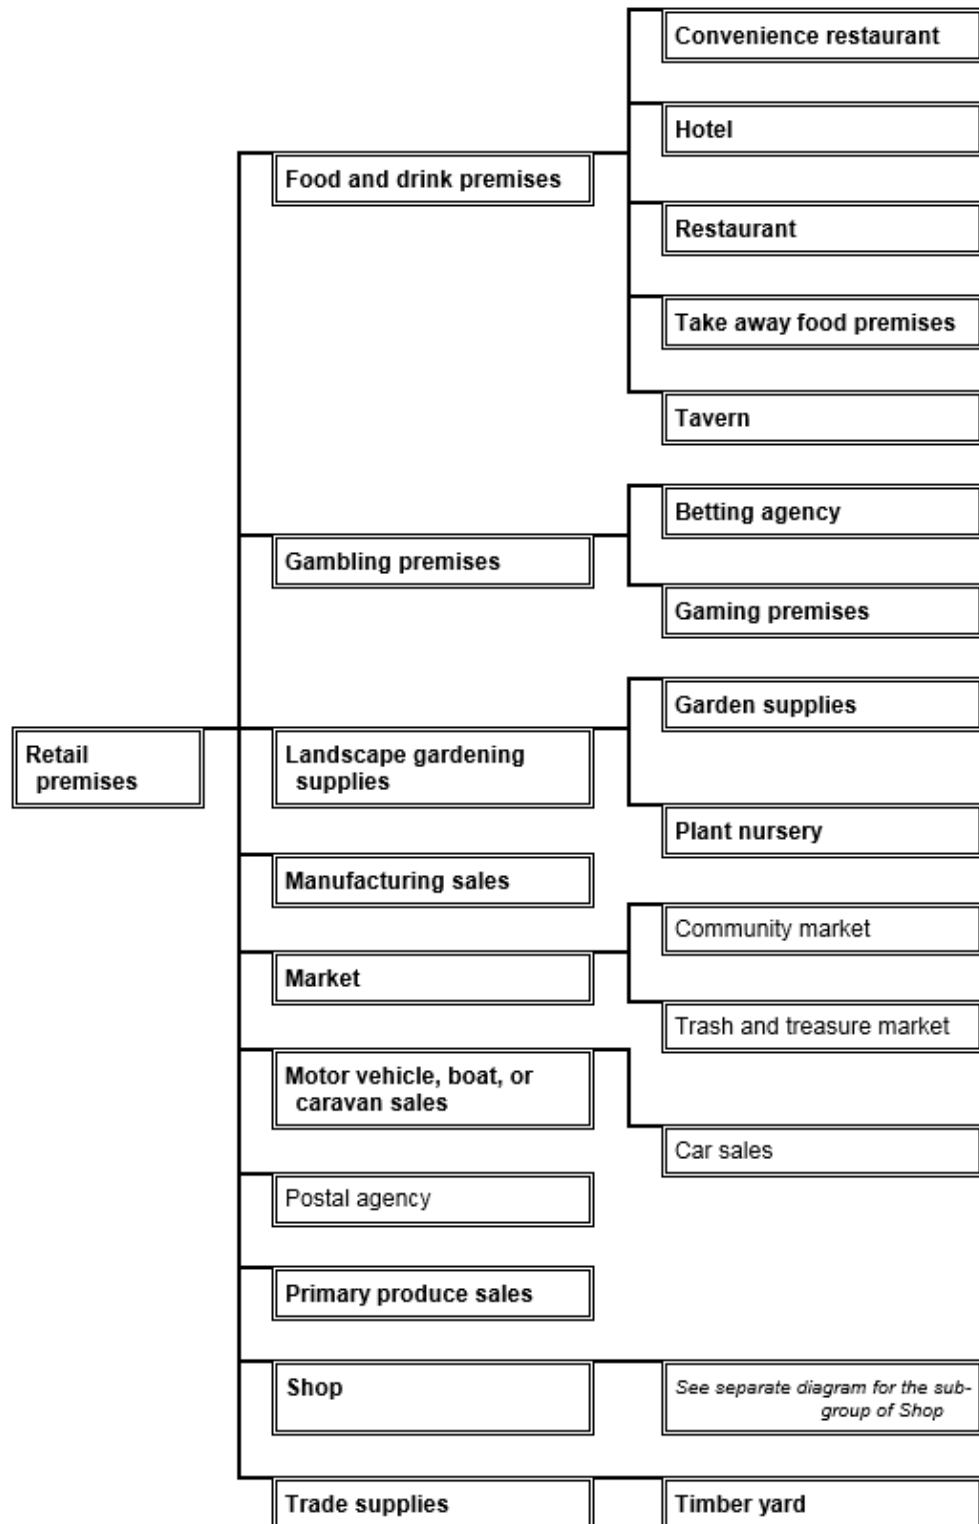 Convenience restaurant
Hotel
Food and drink premises
Restaurant
Take away food premises
Tavern
Betting agency
Gambling premises
Gaming premises
Garden supplies
Retail
premises
Landscape gardening
supplies
Plant nursery
Manufacturing sales
Community market
Market
Trash and treasure market
Motor vehicle, boat, or
caravan sales
Car sales
Postal agency
Primary produce sales
Shop
See separate diagram for the sub-
group of Shop
Trade supplies
Timber yard